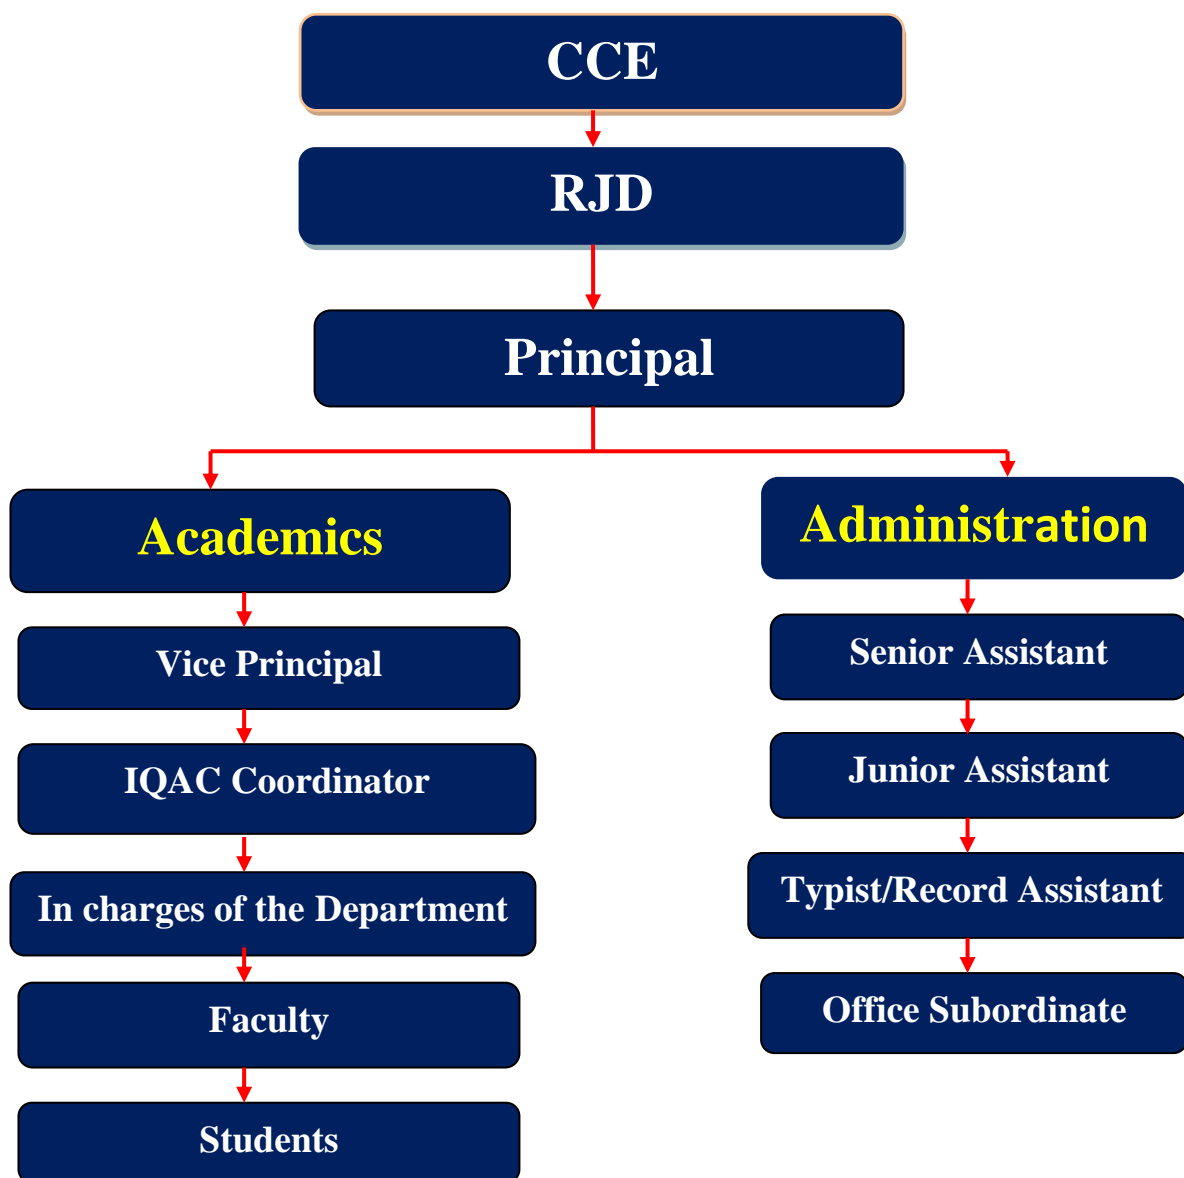 CCE
RJD
Principal
Academics
Vice Principal
IQAC Coordinator
In charges of the Department
Faculty
Students
Administration
Senior Assistant
Junior Assistant
Typist/Record Assistant
Office Subordinate